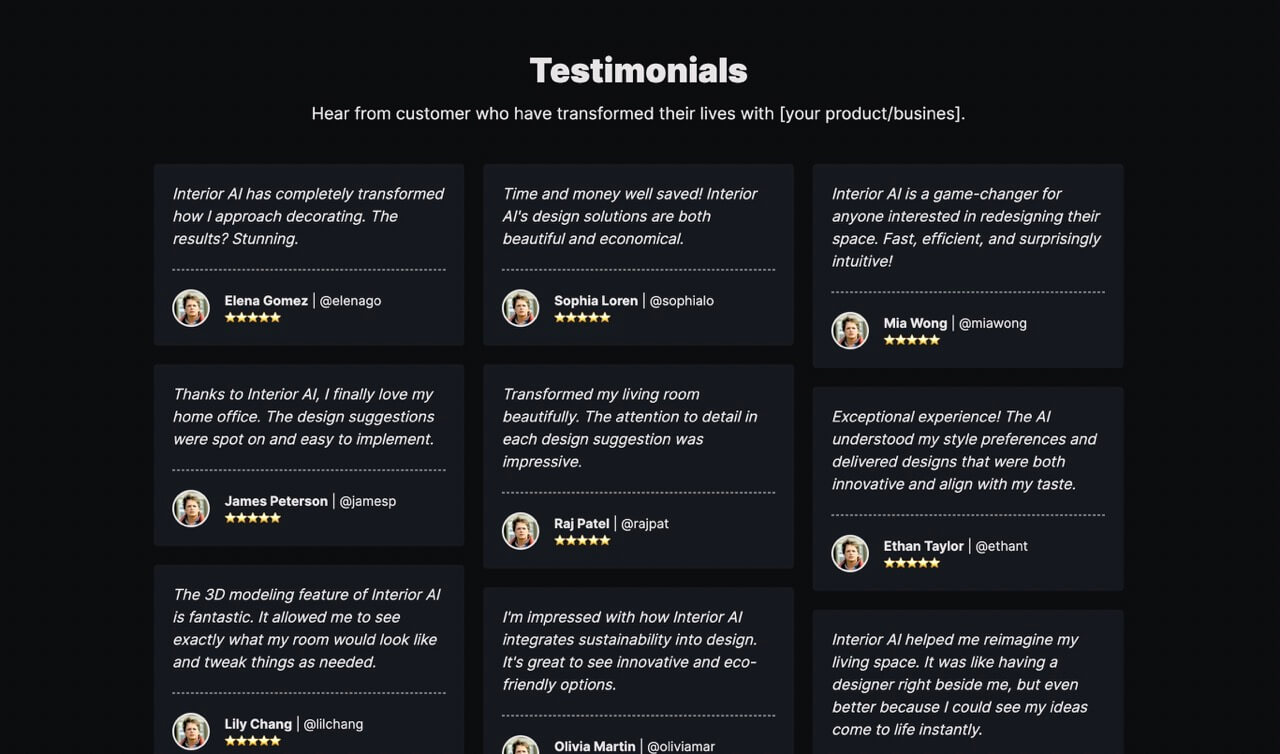 Testimonials
Hear from customer who have transformed their lives with [your product/busines].
Interior AI has completely transformed
how I approach decorating. The
results? Stunning.
Elena Gomez | @elenago
⭐⭐⭐⭐⭐
Thanks to Interior AI, I finally love my
home office. The design suggestions
were spot on and easy to implement.
James Peterson | @jamesp
⭐⭐⭐⭐⭐
The 3D modeling feature of Interior AI
is fantastic. It allowed me to see
exactly what my room would look like
and tweak things as needed.
Lily Chang | @lilchang
⭐⭐⭐⭐⭐
Time and money well saved! Interior
AI's design solutions are both
beautiful and economical.
Sophia Loren | @sophialo
⭐⭐⭐⭐⭐
Transformed my living room
beautifully. The attention to detail in
each design suggestion was
impressive.
Raj Patel | @rajpat
⭐⭐⭐⭐⭐
I'm impressed with how Interior AI
integrates sustainability into design.
It's great to see innovative and eco-
friendly options.
Olivia Martin | @oliviamar
Interior AI is a game-changer for
anyone interested in redesigning their
space. Fast, efficient, and surprisingly
intuitive!
Mia Wong | @miawong
⭐⭐⭐⭐⭐
Exceptional experience! The AI
understood my style preferences and
delivered designs that were both
innovative and align with my taste.
Ethan Taylor | @ethant
⭐⭐⭐⭐⭐
Interior AI helped me reimagine my
living space. It was like having a
designer right beside me, but even
better because I could see my ideas
come to life instantly.